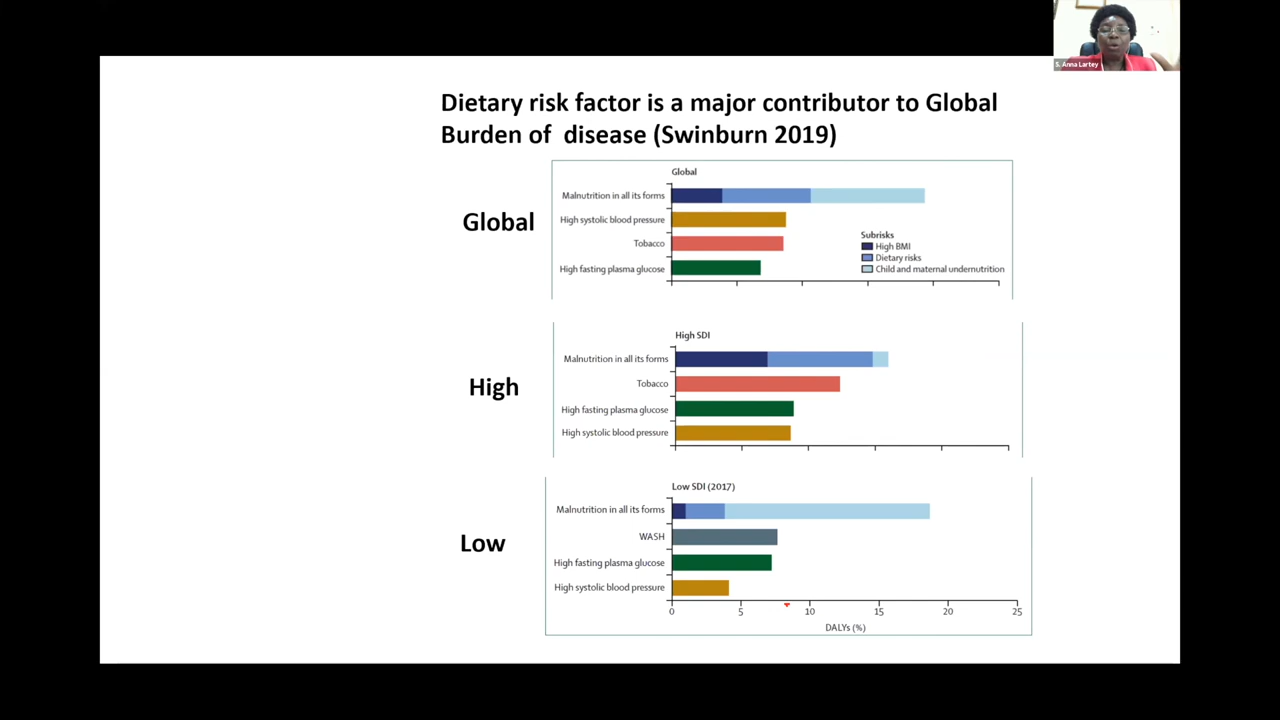 S. Anna Lartey
Dietary risk factor is a major contributor to Global
Burden of disease (Swinburn 2019)
Global
Global
Malnutrition in all its forms
High systolic blood pressure
Tobacco
High fasting plasma glucose
Subrisks
High BMI
Dietary risks
Child and maternal undernutrition
High
High SDI
Malnutrition in all its forms
Tobacco
High fasting plasma glucose
High systolic blood pressure
Low
Low SDI (2017)
Malnutrition in all its forms
WASH
High fasting plasma glucose
High systolic blood pressure
0 5 10 15 20 25
DALYs (%)